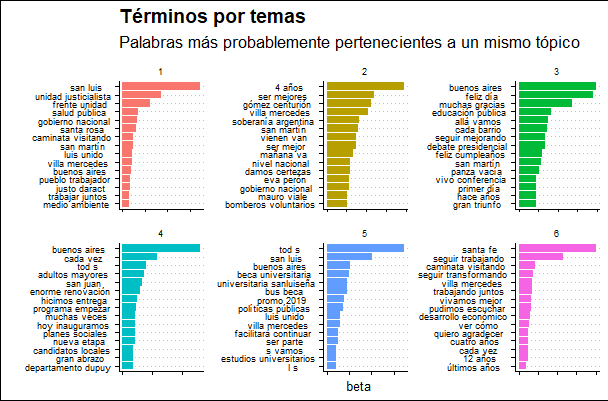 Términos por temas
Palabras más probablemente pertenecientes a un mismo tópico
1
san luis
unidad justicialista
frente unidad
salud pública
gobierno nacional
santa rosa
caminata visitando
san martín
luis unido
villa mercedes
buenos aires
pueblo trabajador
justo daract
trabajar juntos
medio ambiente
2
4 años
ser mejores
gómez centurión
villa mercedes
soberanía argentina
san martín
vienen van
ser mejor
mañana va
nivel nacional
damos certezas
eva perón
gobierno nacional
mauro viale
bomberos voluntarios
3
buenos aires
feliz día
muchas gracias
educación pública
allá vamos
cada barrio
seguir mejorando
debate presidencial
feliz cumpleaños
san martín
panza vacía
vivo conferencia
primer día
hace años
gran triunfo
4
buenos aires
cada vez
tod s
adultos mayores
san juan
enorme renovación
hicimos entrega
programa empezar
muchas veces
hoy inauguramos
planes sociales
nueva etapa
candidatos locales
gran abrazo
departamento dupuy
5
tod s
san luis
buenos aires
beca universitaria
universitaria sanluiseña
bus beca
promo 2019
políticas públicas
luis unido
villa mercedes
facilitará continuar
ser parte
s vamos
estudios universitarios
l s
6
santa fe
seguir trabajando
caminata visitando
seguir transformando
villa mercedes
trabajando juntos
vivamos mejor
pudimos escuchar
desarrollo económico
ver cómo
quiero agradecer
cuatro años
cada vez
12 años
últimos años
beta